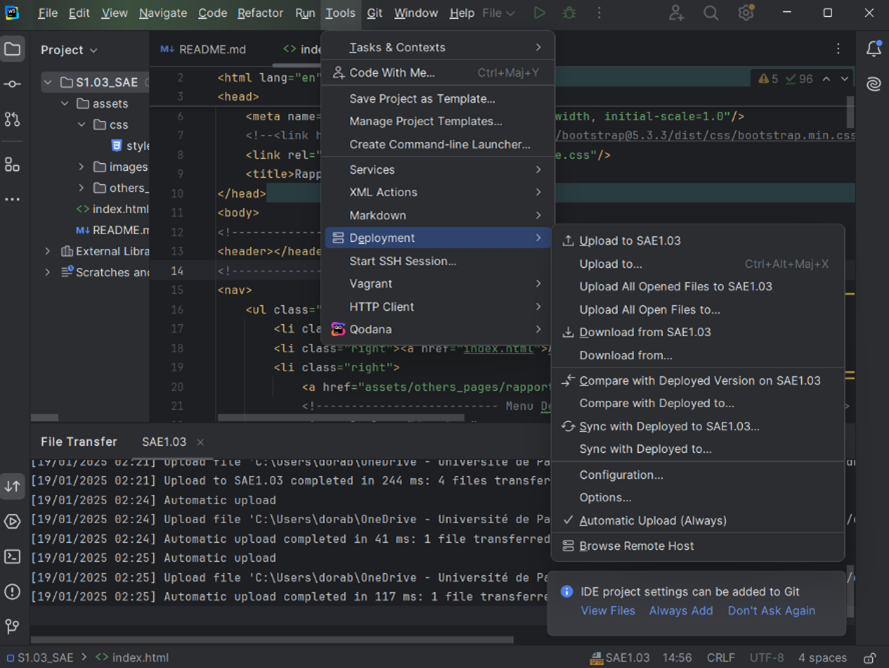 WS File Edit View Navigate Code Refactor Run Tools Git Window Help File
Project
README.md
<> inde
Tasks & Contexts
Code With Me... Ctrl+Maj+Y
Save Project as Template...
Manage Project Templates...
Create Command-line Launcher...
Services
XML Actions
Markdown
Deployment
Start SSH Session...
Vagrant
HTTP Client
Qodana
S1.03_SAE
assets
css
style
images
others_
<> index.html
README.m
External Libra
Scratches and
5 96
2 <html lang="en"
3 <head>
6 <meta width, initial-scale=1.0"/>
7 <!--<link h /bootstrap@5.3.3/dist/css/bootstrap.min.css
8 <link rel=" e.css"/>
9 <title>Rapp
10 </head>
11 <body>
12 <!--------------
13 <header></heade
14 <!--------------
15 <nav>
16 <ul class="
17 <li cla
18 <li class="right"><a href="index.html">
19 <li class="right">
20 <a href="assets/others_pages/rapport
21 <!-------------------------- Menu De
Upload to SAE1.03
Upload to... Ctrl+Alt+Maj+X
Upload All Opened Files to SAE1.03
Upload All Open Files to...
Download from SAE1.03
Download from...
Compare with Deployed Version on SAE1.03
Compare with Deployed to...
Sync with Deployed to SAE1.03...
Sync with Deployed to...
Configuration...
Options...
Automatic Upload (Always)
Browse Remote Host
File Transfer SAE1.03
[19/01/2025 02:21] Upload file 'C:\Users\dorab\OneDrive - Université de Pa
[19/01/2025 02:21] Upload to SAE1.03 completed in 244 ms: 4 files transfer
[19/01/2025 02:24] Automatic upload
[19/01/2025 02:24] Upload file 'C:\Users\dorab\OneDrive - Université de Pa
[19/01/2025 02:24] Automatic upload completed in 41 ms: 1 file transferred
[19/01/2025 02:25] Automatic upload
[19/01/2025 02:25] Upload file 'C:\Users\dorab\OneDrive - Université de Pa
[19/01/2025 02:25] Automatic upload completed in 117 ms: 1 file transferre
IDE project settings can be added to Git
View Files Always Add Don't Ask Again
S1.03_SAE > <> index.html
SAE1.03 14:56 CRLF UTF-8 4 spaces